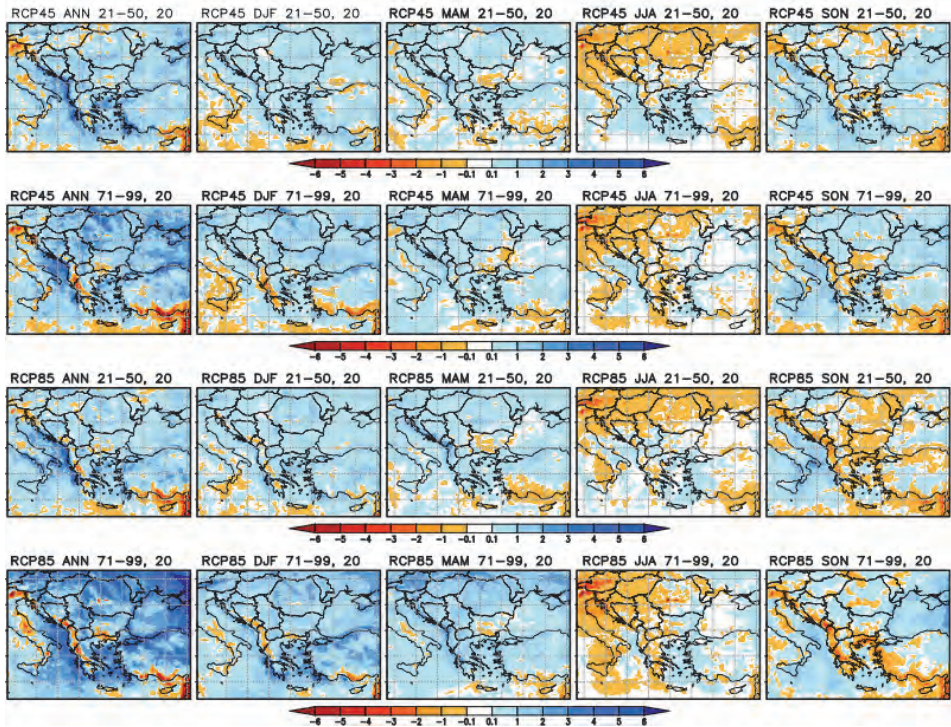 RCP45 ANN 21-50, 20 RCP45 DJF 21-50, 20 RCP45 MAM 21-50, 20 RCP45 JJA 21-50, 20 RCP45 SON 21-50, 20
-6 -5 -4 -3 -2 -1 -0.1 0.1 1 2 3 4 5 6
RCP45 ANN 71-99, 20 RCP45 DJF 71-99, 20 RCP45 MAM 71-99, 20 RCP45 JJA 71-99, 20 RCP45 SON 71-99, 20
-6 -5 -4 -3 -2 -1 -0.1 0.1 1 2 3 4 5 6
RCP85 ANN 21-50, 20 RCP85 DJF 21-50, 20 RCP85 MAM 21-50, 20 RCP85 JJA 21-50, 20 RCP85 SON 21-50, 20
-6 -5 -4 -3 -2 -1 -0.1 0.1 1 2 3 4 5 6
RCP85 ANN 71-99, 20 RCP85 DJF 71-99, 20 RCP85 MAM 71-99, 20 RCP85 JJA 71-99, 20 RCP85 SON 71-99, 20
-6 -5 -4 -3 -2 -1 -0.1 0.1 1 2 3 4 5 6